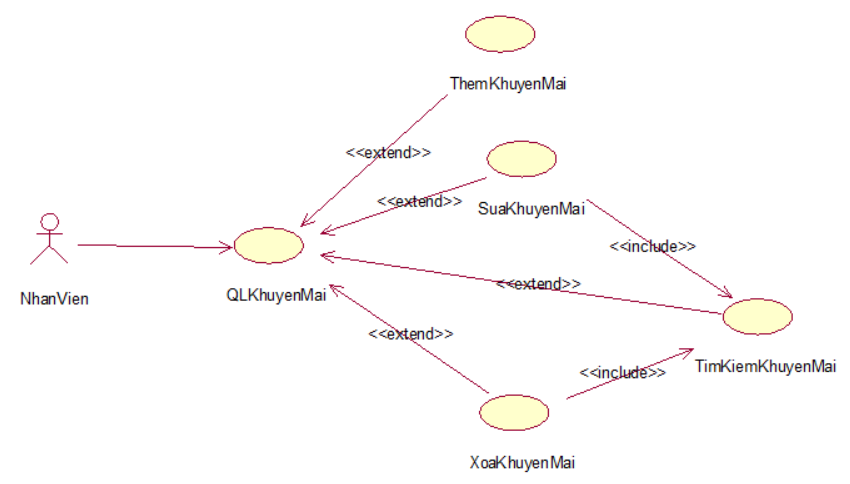 ThemKhuyenMai
<<extend>>
<<extend>>
SuaKhuyenMai
<<include>>
<<extend>>
NhanVien
QLKhuyenMai
<<extend>>
TimKiemKhuyenMai
<<include>>
XoaKhuyenMai